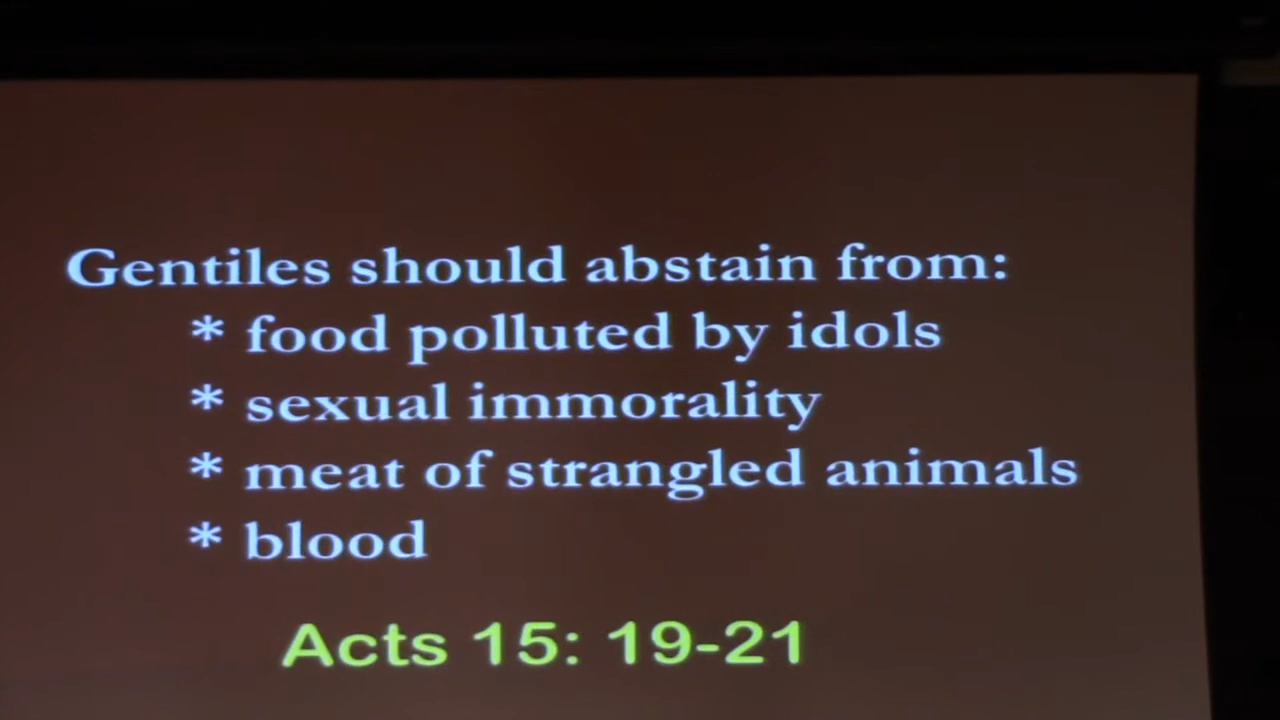 Gentiles should abstain from:
* food polluted by idols
* sexual immorality
* meat of strangled animals
* blood
Acts 15: 19-21